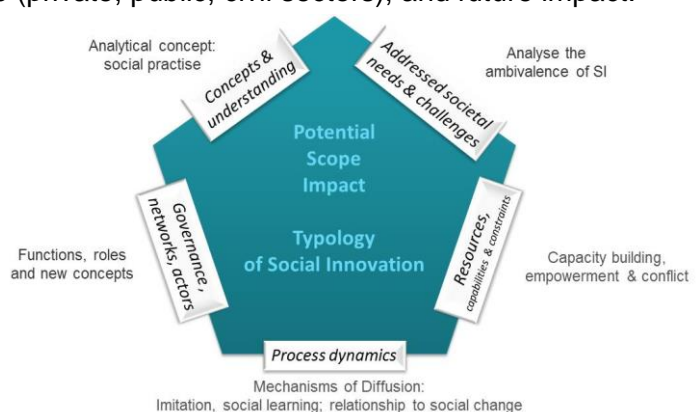 (private, public, civil sectors), and future impact.
Analytical concept:
social practise
Concepts &
understanding
Addressed societal
needs & challenges
Analyse the
ambivalence of SI
Potential
Scope
Impact
Typology
of Social Innovation
Governance ,
networks, actors
Functions, roles
and new concepts
Resources,
capabilities & constraints
Capacity building,
empowerment & conflict
Process dynamics
Mechanisms of Diffusion:
Imitation, social learning; relationship to social change